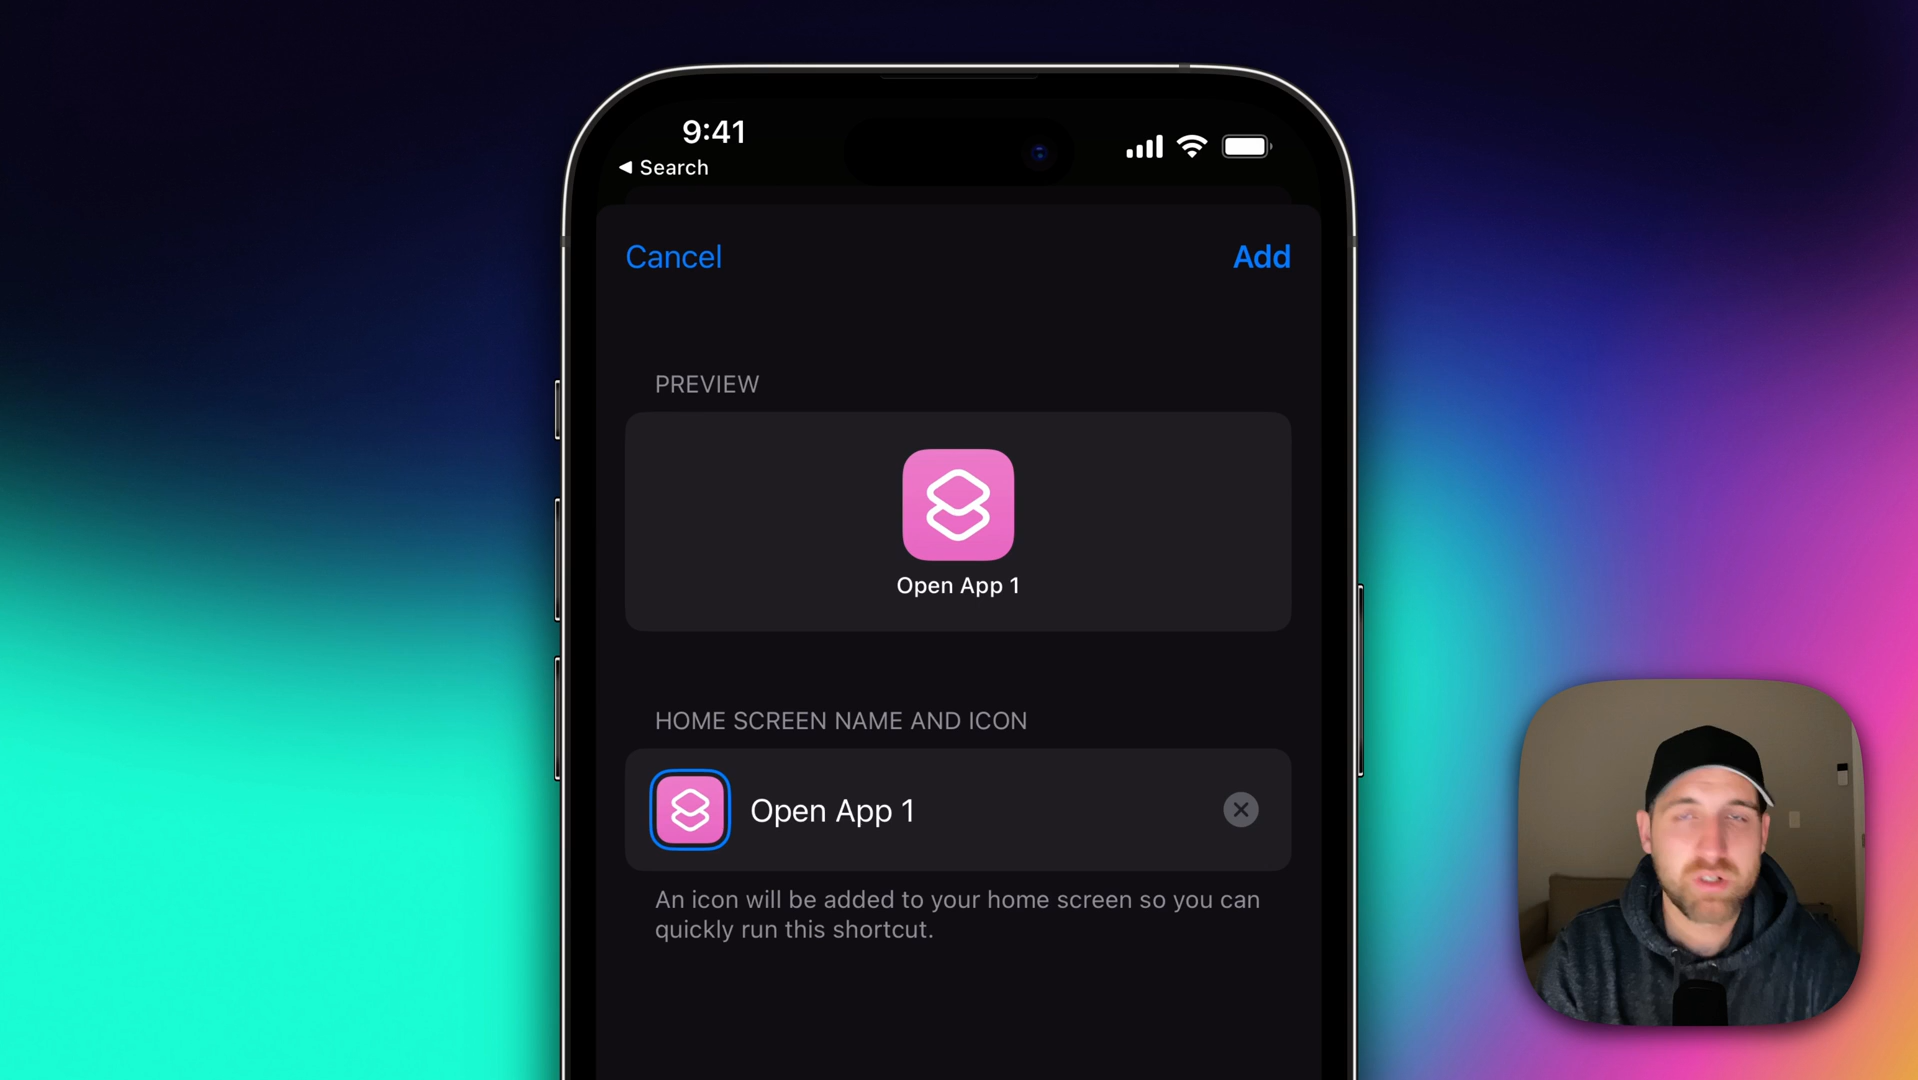 9:41
◀ Search
Cancel
Add
PREVIEW
Open App 1
HOME SCREEN NAME AND ICON
Open App 1
An icon will be added to your home screen so you can
quickly run this shortcut.